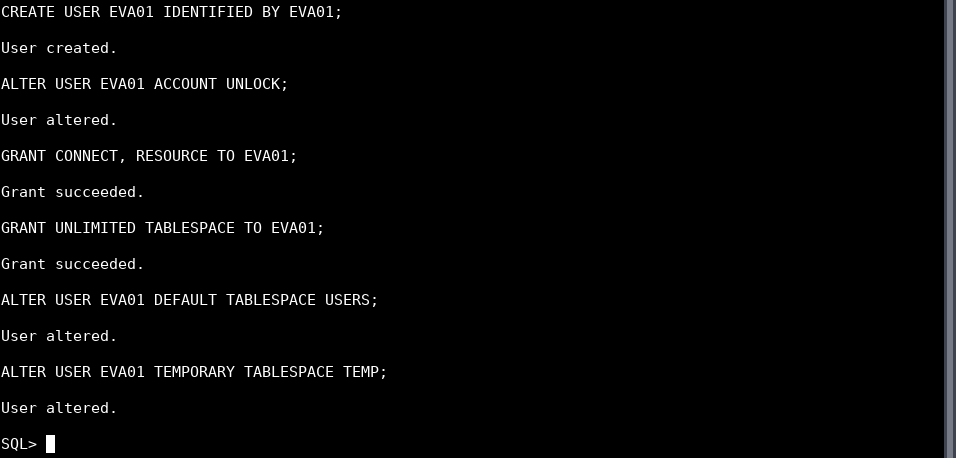 CREATE USER EVA01 IDENTIFIED BY EVA01;
User created.
ALTER USER EVA01 ACCOUNT UNLOCK;
User altered.
GRANT CONNECT, RESOURCE TO EVA01;
Grant succeeded.
GRANT UNLIMITED TABLESPACE TO EVA01;
Grant succeeded.
ALTER USER EVA01 DEFAULT TABLESPACE USERS;
User altered.
ALTER USER EVA01 TEMPORARY TABLESPACE TEMP;
User altered.
SQL>